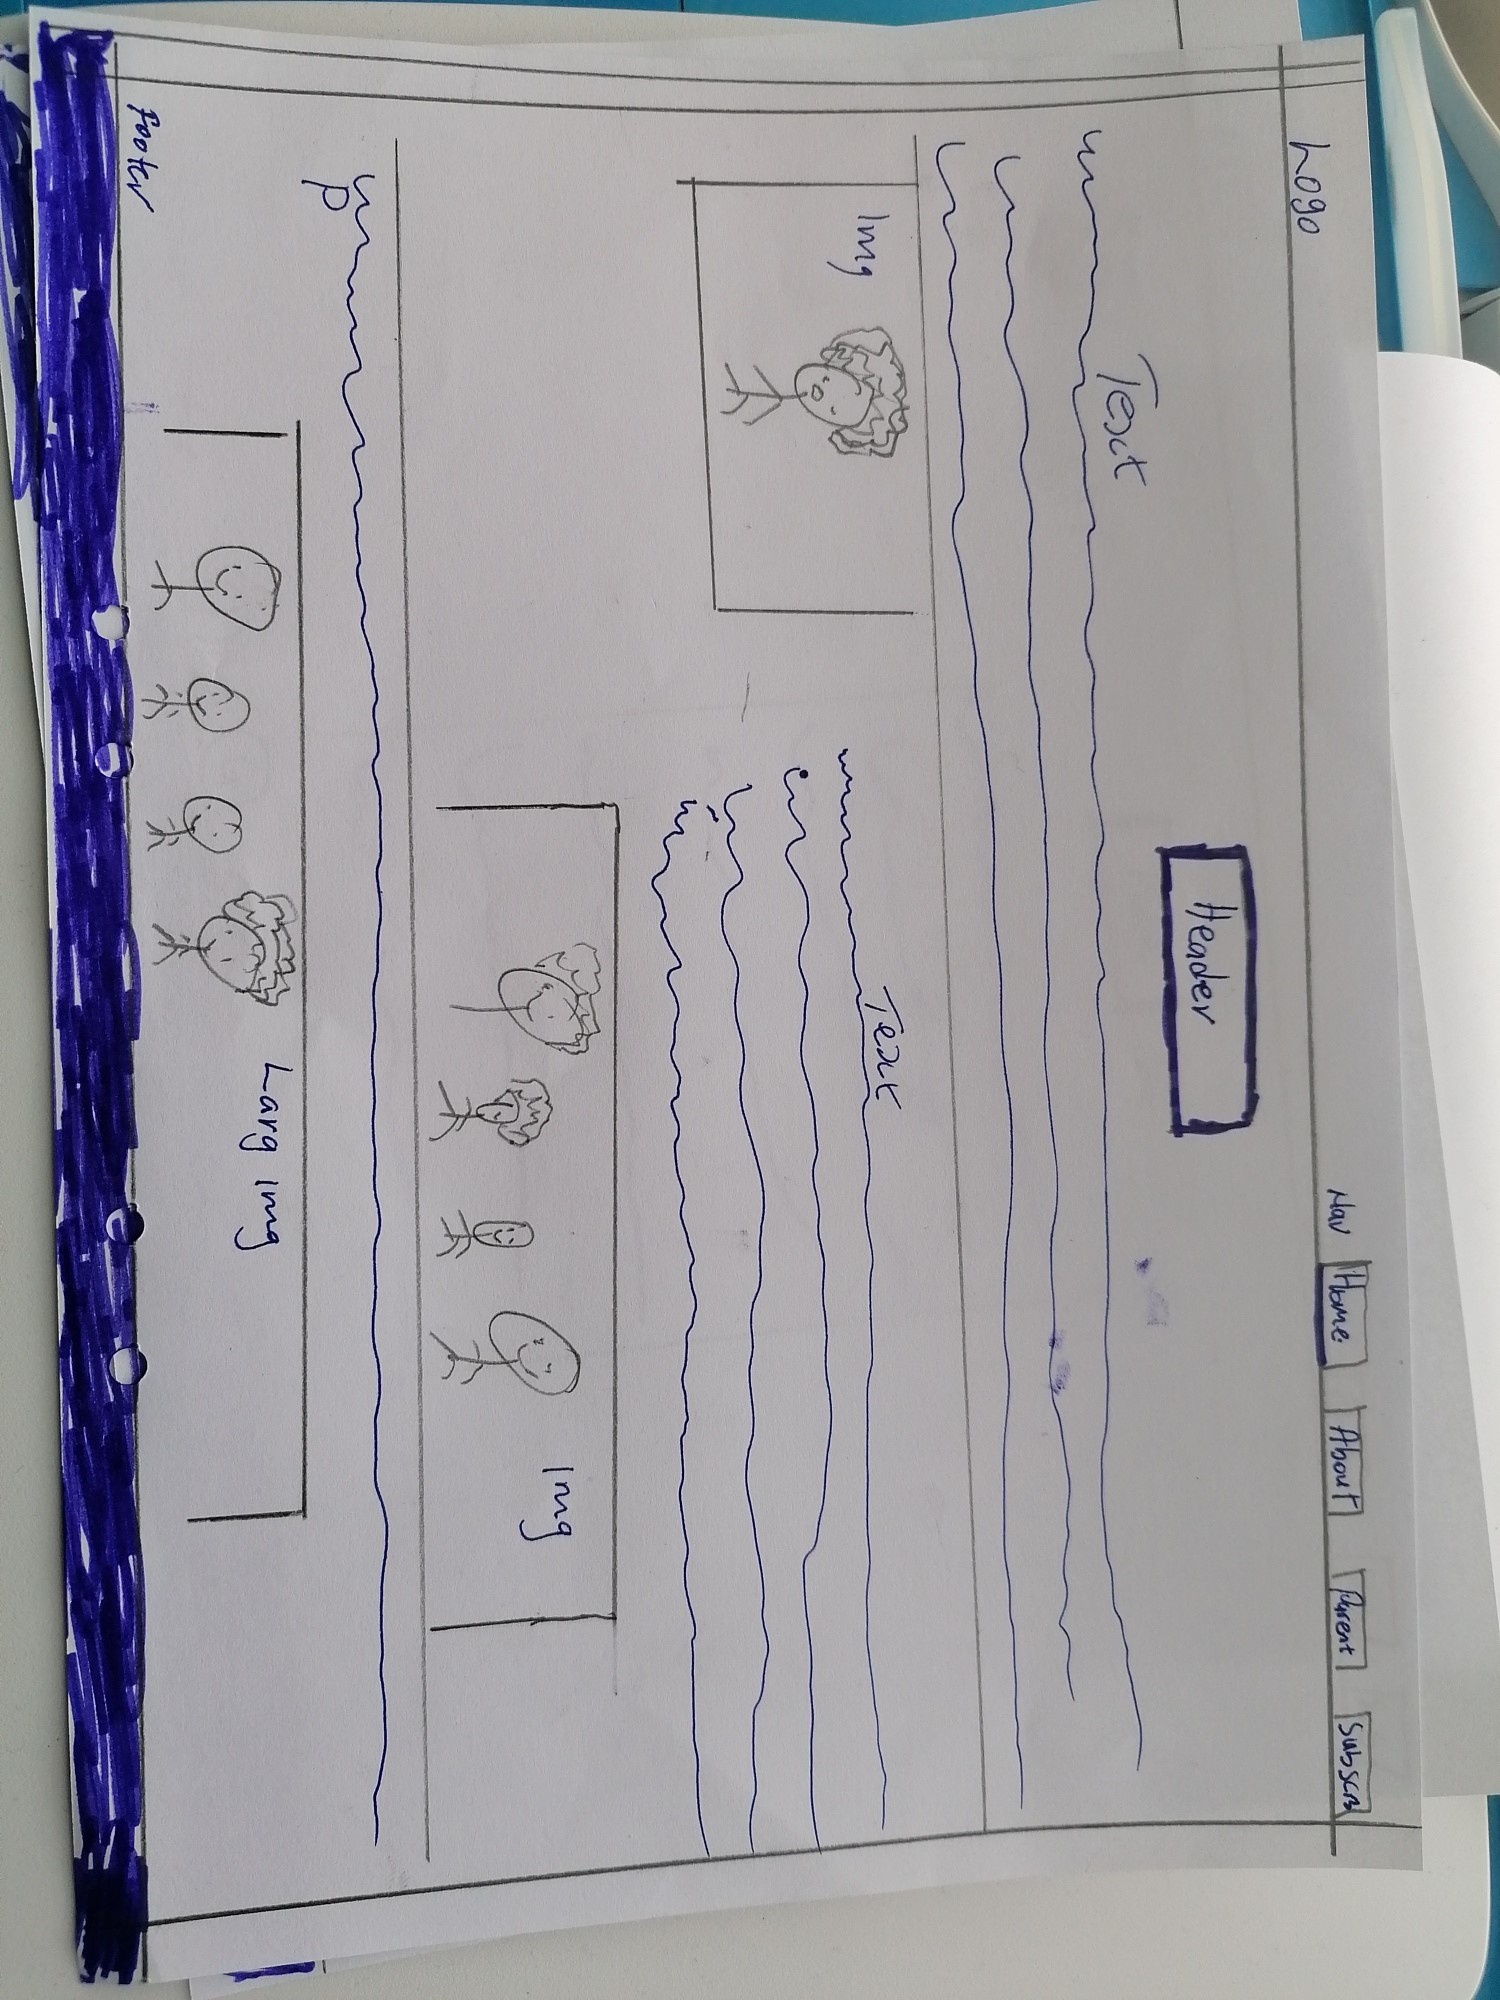 Logo
Nav Home About Parent Subscr
Header
Text
Img
Text
Img
P
Larg img
footer